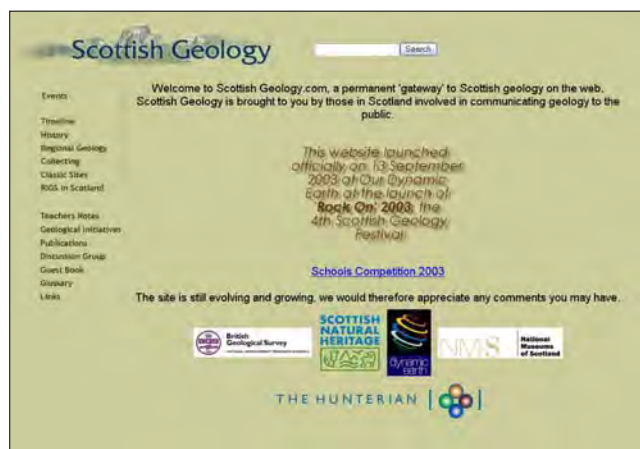 Scottish Geology
Search
Events
Timeline
History
Regional Geology
Collecting
Classic Sites
RIGS in Scotland
Teachers Notes
Geological Initiatives
Publications
Discussion Group
Guest Book
Glossary
Links
Welcome to Scottish Geology.com, a permanent 'gateway' to Scottish geology on the web.
Scottish Geology is brought to you by those in Scotland involved in communicating geology to the
public.
This website launched
officially on 13 September
2003 at Our Dynamic
Earth at the launch of
'Rock On' 2003, the
4th Scottish Geology
Festival
Schools Competition 2003
The site is still evolving and growing, we would therefore appreciate any comments you may have.
British
Geological Survey
SCOTTISH
NATURAL
HERITAGE
dynamic
earth
NMS
National
Museums
of Scotland
THE HUNTERIAN